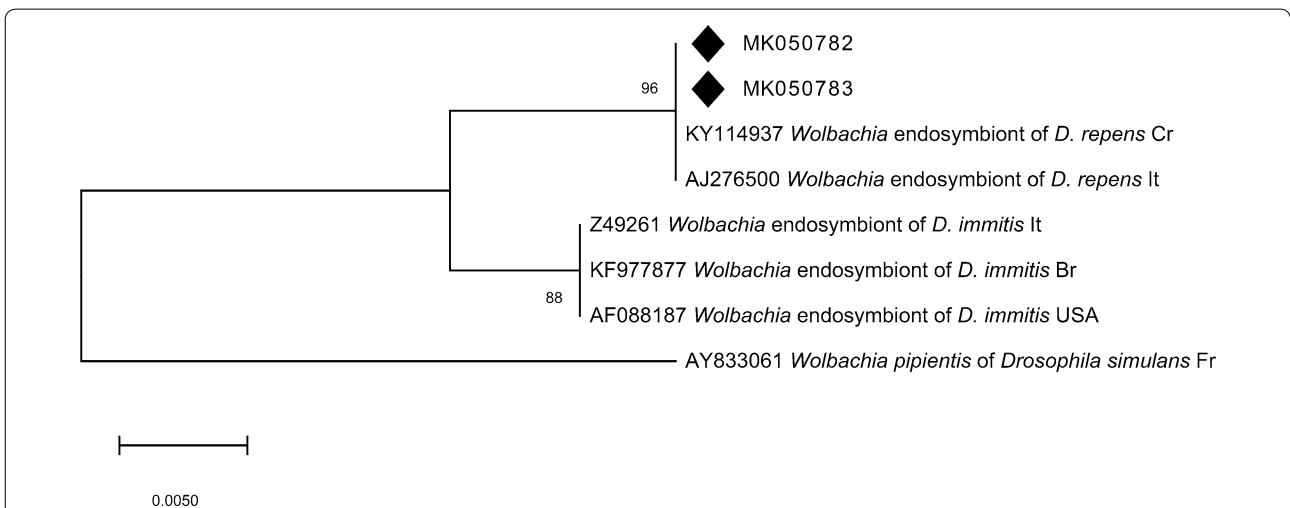 MK050782
MK050783
96
KY114937 Wolbachia endosymbiont of D. repens Cr
AJ276500 Wolbachia endosymbiont of D. repens It
Z49261 Wolbachia endosymbiont of D. immitis It
KF977877 Wolbachia endosymbiont of D. immitis Br
88
AF088187 Wolbachia endosymbiont of D. immitis USA
AY833061 Wolbachia pipientis of Drosophila simulans Fr
0.0050